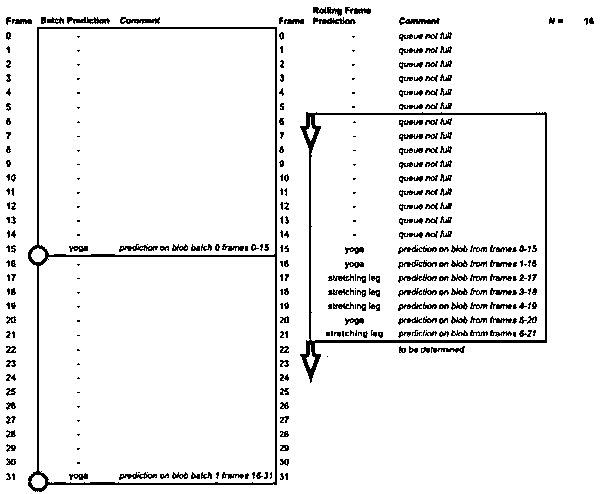 Rolling Frame
Frame Batch Prediction Comment Frame Prediction Comment N = 16
0 - 0 - queue not full
1 - 1 - queue not full
2 - 2 - queue not full
3 - 3 - queue not full
4 - 4 - queue not full
5 - 5 - queue not full
6 - 6 - queue not full
7 - 7 - queue not full
8 - 8 - queue not full
9 - 9 - queue not full
10 - 10 - queue not full
11 - 11 - queue not full
12 - 12 - queue not full
13 - 13 - queue not full
14 - 14 - queue not full
15 yoga prediction on blob batch 0 frames 0-15 15 yoga prediction on blob from frames 0-15
16 - 16 yoga prediction on blob from frames 1-16
17 - 17 stretching leg prediction on blob from frames 2-17
18 - 18 stretching leg prediction on blob from frames 3-18
19 - 19 stretching leg prediction on blob from frames 4-19
20 - 20 yoga prediction on blob from frames 5-20
21 - 21 stretching leg prediction on blob from frames 6-21
22 - 22 to be determined
23 - 23
24 - 24
25 - 25
26 - 26
27 - 27
28 - 28
29 - 29
30 - 30
31 yoga prediction on blob batch 1 frames 16-31 31